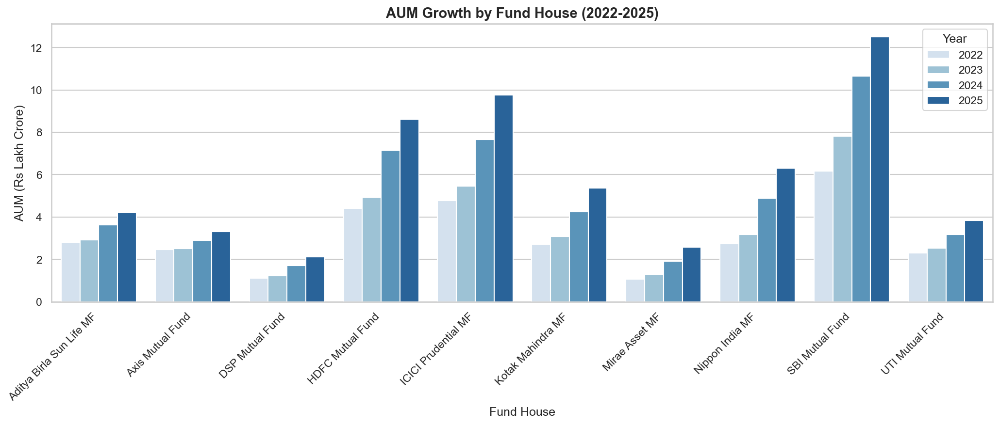 AUM Growth by Fund House (2022-2025)
AUM (Rs Lakh Crore)
12
10
8
6
4
2
0
Year
2022
2023
2024
2025
Aditya Birla Sun Life MF
Axis Mutual Fund
DSP Mutual Fund
HDFC Mutual Fund
ICICI Prudential MF
Kotak Mahindra MF
Mirae Asset MF
Nippon India MF
SBI Mutual Fund
UTI Mutual Fund
Fund House